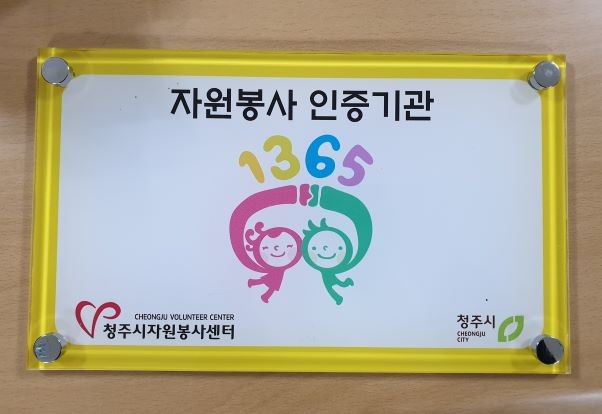 자원봉사 인증기관
1365
CHEONGJU VOLUNTEER CENTER
청주시자원봉사센터
청주시
CHEONGJU
CITY